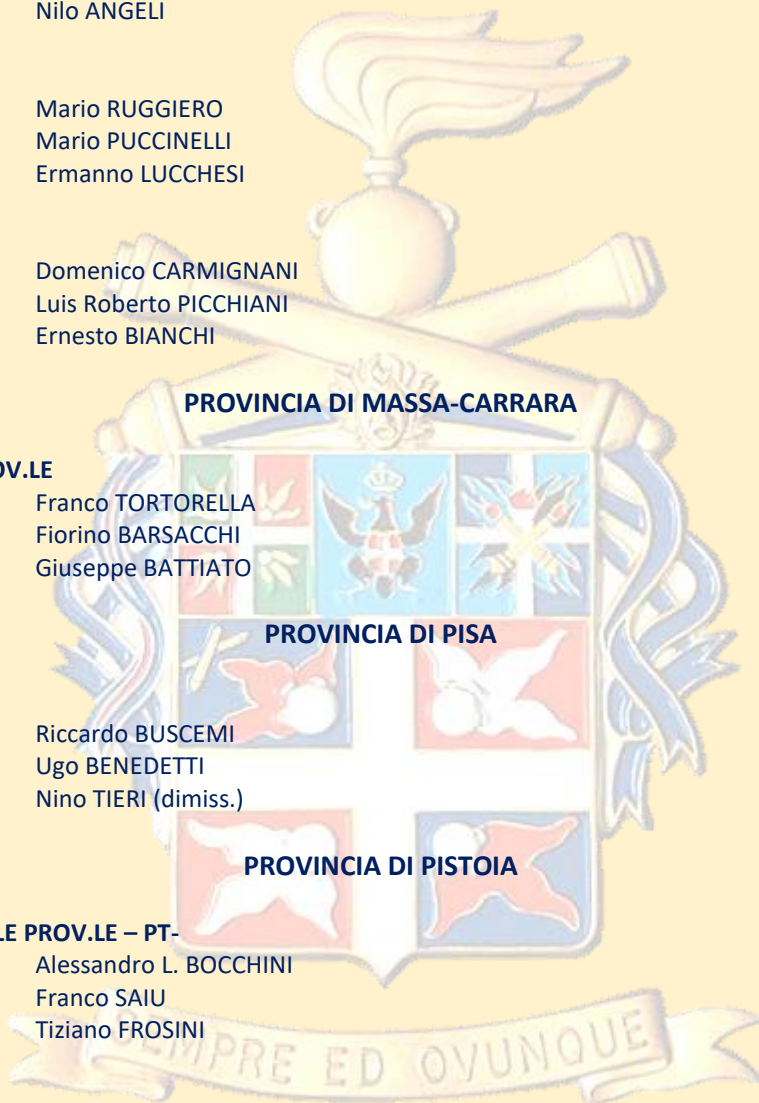 Nilo ANGELI
Mario RUGGIERO
Mario PUCCINELLI
Ermanno LUCCHESI
Domenico CARMIGNANI
Luis Roberto PICCHIANI
Ernesto BIANCHI
PROVINCIA DI MASSA-CARRARA
OV.LE
Franco TORTORELLA
Fiorino BARSACCHI
Giuseppe BATTIATO
PROVINCIA DI PISA
Riccardo BUSCEMI
Ugo BENEDETTI
Nino TIERI (dimiss.)
PROVINCIA DI PISTOIA
LE PROV.LE – PT-
Alessandro L. BOCCHINI
Franco SAIU
Tiziano FROSINI
SEMPRE ED OVUNQUE